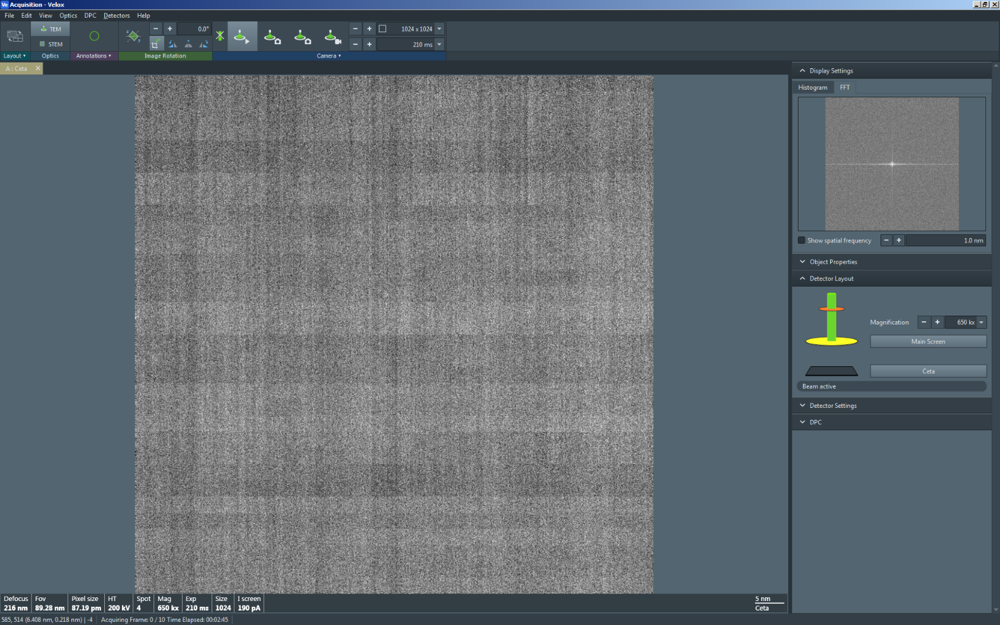 Ve Acquisition - Velox
File Edit View Optics DPC Detectors Help
TEM
STEM
0.0°
1024 x 1024
210 ms
Layout Optics Annotations Image Rotation Camera
A : Ceta
Display Settings
Histogram FFT
Show spatial frequency 1.0 nm
Object Properties
Detector Layout
Magnification 650 kx
Main Screen
Ceta
Beam active
Detector Settings
DPC
Defocus Fov Pixel size HT Spot Mag Exp Size I screen
216 nm 89.28 nm 87.19 pm 200 kV 4 650 kx 210 ms 1024 190 pA
5 nm
Ceta
585, 514 (6.408 nm, 0.218 nm) | -4 Acquiring Frame: 0 / 10 Time Elapsed: 00:02:45